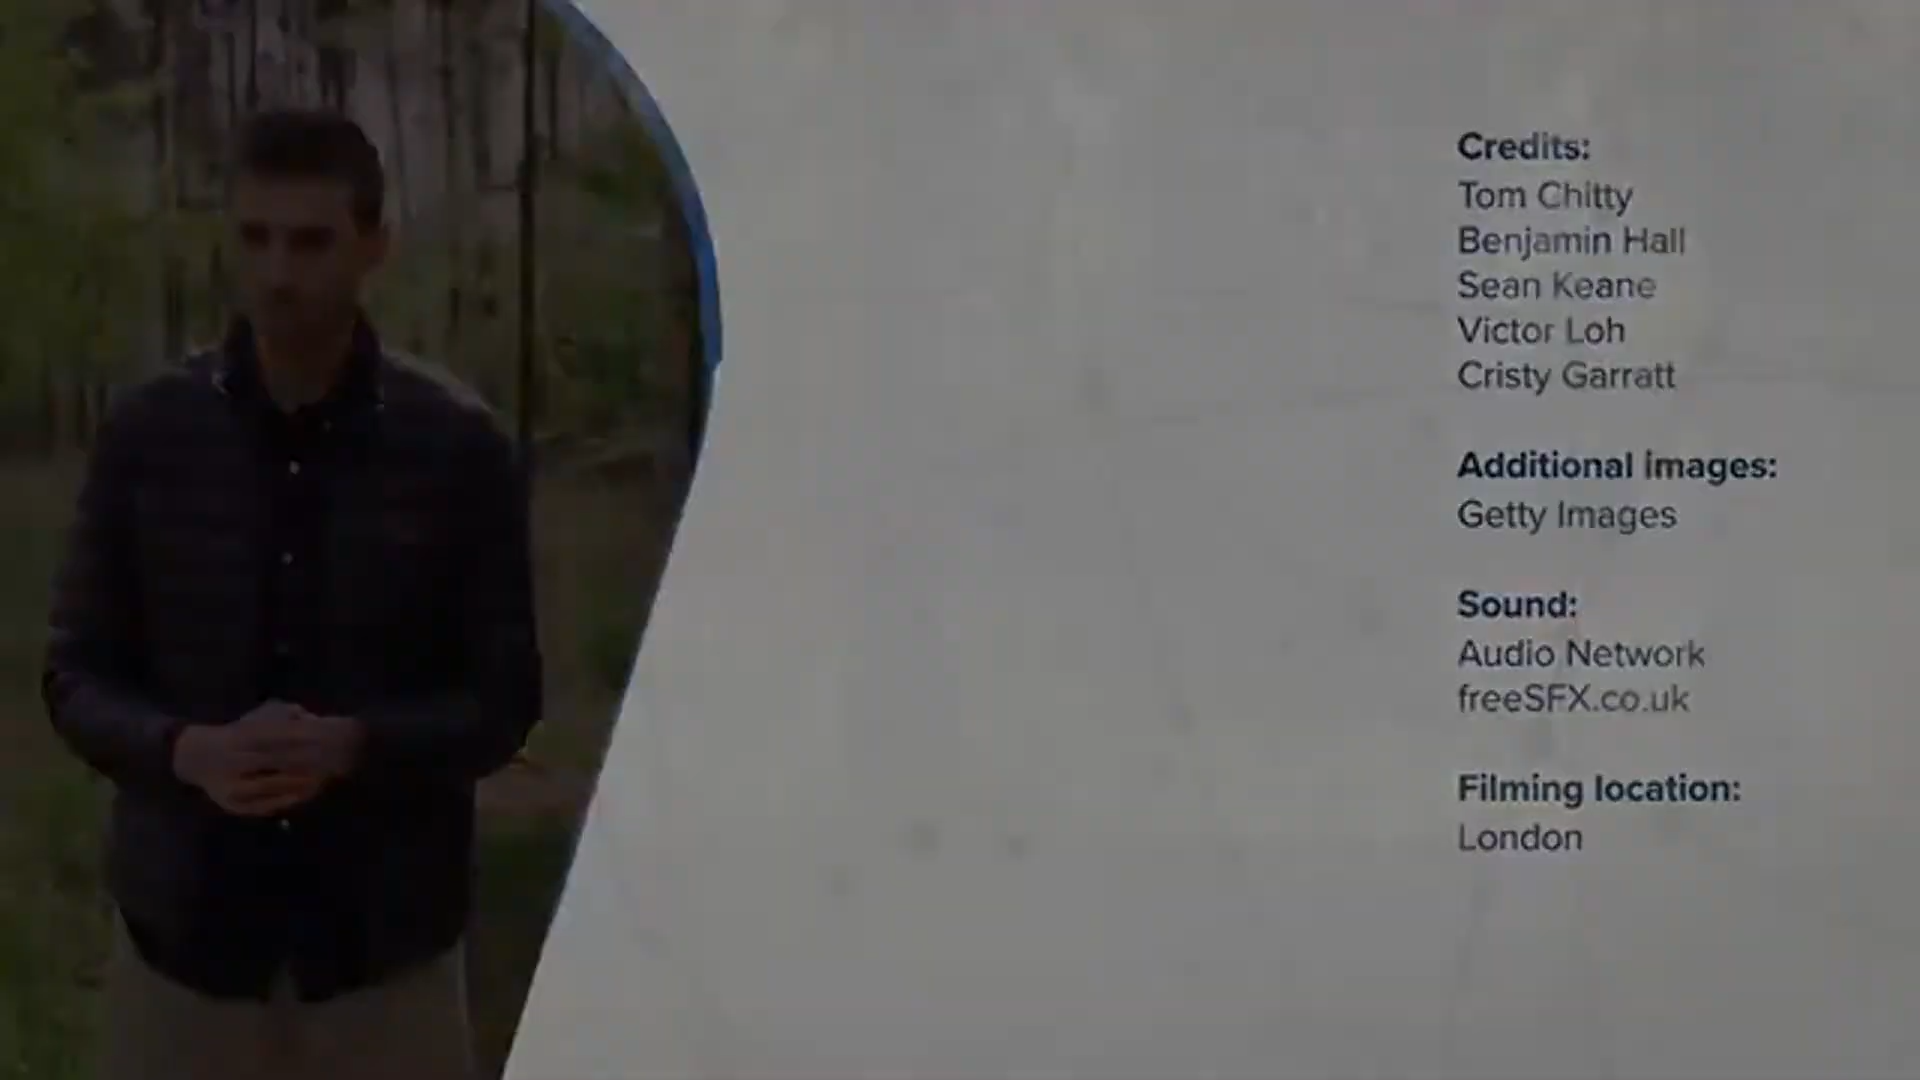 Credits:
Tom Chitty
Benjamin Hall
Sean Keane
Victor Loh
Cristy Garratt
Additional images:
Getty Images
Sound:
Audio Network
freeSFX.co.uk
Filming location:
London